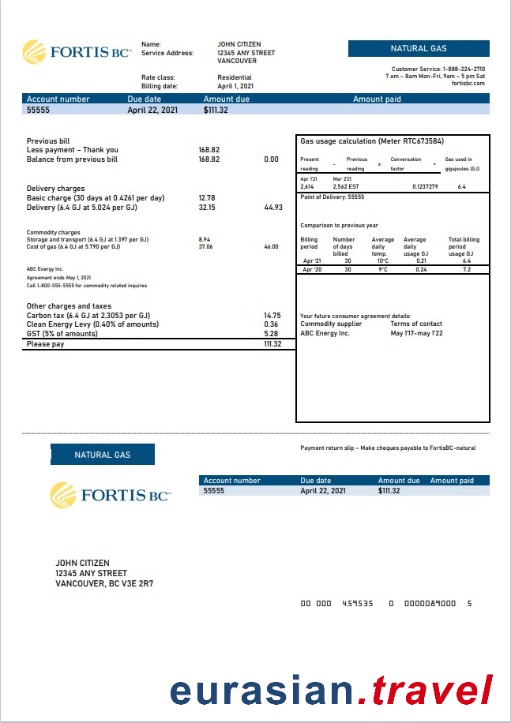 FORTIS BC™
Name: JOHN CITIZEN
Service Address: 12345 ANY STREET
VANCOUVER
Rate class: Residential
Billing date: April 1, 2021
NATURAL GAS
Customer Service: 1-888-224-2710
7 am – 8am Mon-Fri, 9am – 5 pm Sat
fortisbc.com
Account number Due date Amount due Amount paid
55555 April 22, 2021 $111.32
Previous bill
Less payment – Thank you 168.82
Balance from previous bill 168.82 0.00
Delivery charges
Basic charge (30 days at 0.4261 per day) 12.78
Delivery (6.4 GJ at 5.024 per GJ) 32.15 44.93
Commodity charges
Storage and transport (6.4 GJ at 1.397 per GJ) 8.94
Cost of gas (6.4 GJ at 5.790 per GJ) 37.06 46.00
ABC Energy Inc.
Agreement ends May 1, 2021
Call 1-800-555-5555 for commodity related inquires
Other charges and taxes
Carbon tax (6.4 GJ at 2.3053 per GJ) 14.75
Clean Energy Levy (0.40% of amounts) 0.36
GST (5% of amounts) 5.28
Please pay 111.32
Gas usage calculation (Meter RTC673584)
Present reading - Previous reading x Conversation factor = Gas used in gigajoules (GJ)
Apr 1'21 Mar 2'21
2,614 2,562 EST 0.1237279 6.4
Point of Delivery: 55555
Comparison to previous year
Billing Number Average Average Total billing
period of days daily daily period
billed temp. usage GJ usage GJ
Apr '21 30 10°C 0.21 6.4
Apr '20 30 9°C 0.24 7.2
Your future consumer agreement details:
Commodity supplier Terms of contact
ABC Energy Inc. May 1'17-may 1'22
NATURAL GAS
Payment return slip – Make cheques payable to FortisBC-natural
FORTIS BC™
Account number Due date Amount due Amount paid
55555 April 22, 2021 $111.32
JOHN CITIZEN
12345 ANY STREET
VANCOUVER, BC V3E 2R7
00 000 459535 0 0000089000 5
eurasian.travel